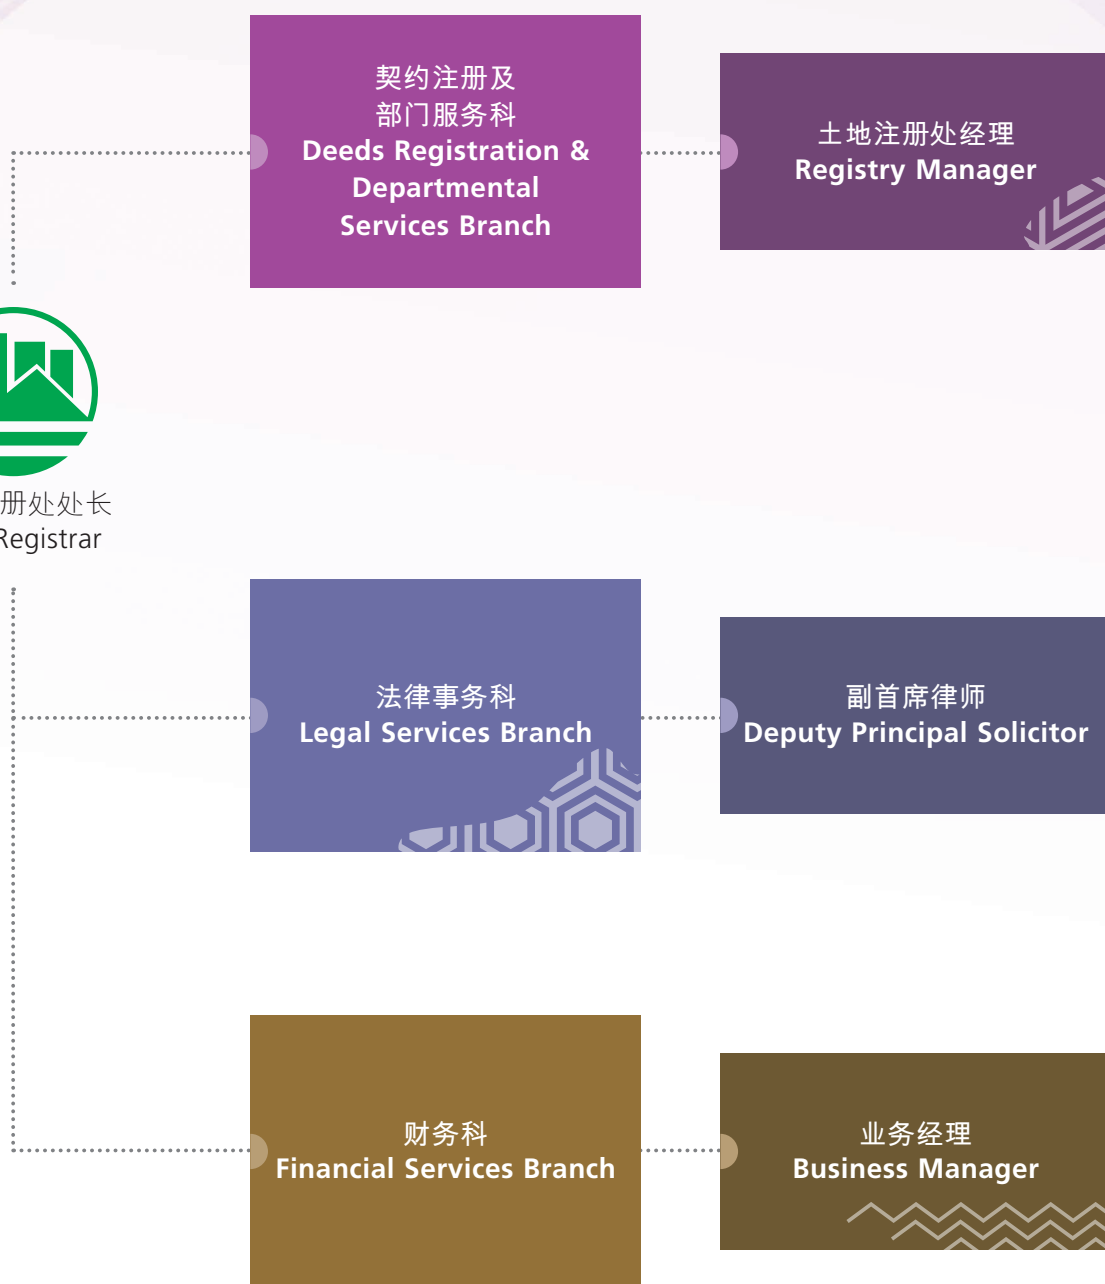 契约注册及
部门服务科
Deeds Registration &
Departmental
Services Branch
土地注册处经理
Registry Manager
册处处长
Registrar
法律事务科
Legal Services Branch
副首席律师
Deputy Principal Solicitor
财务科
Financial Services Branch
业务经理
Business Manager